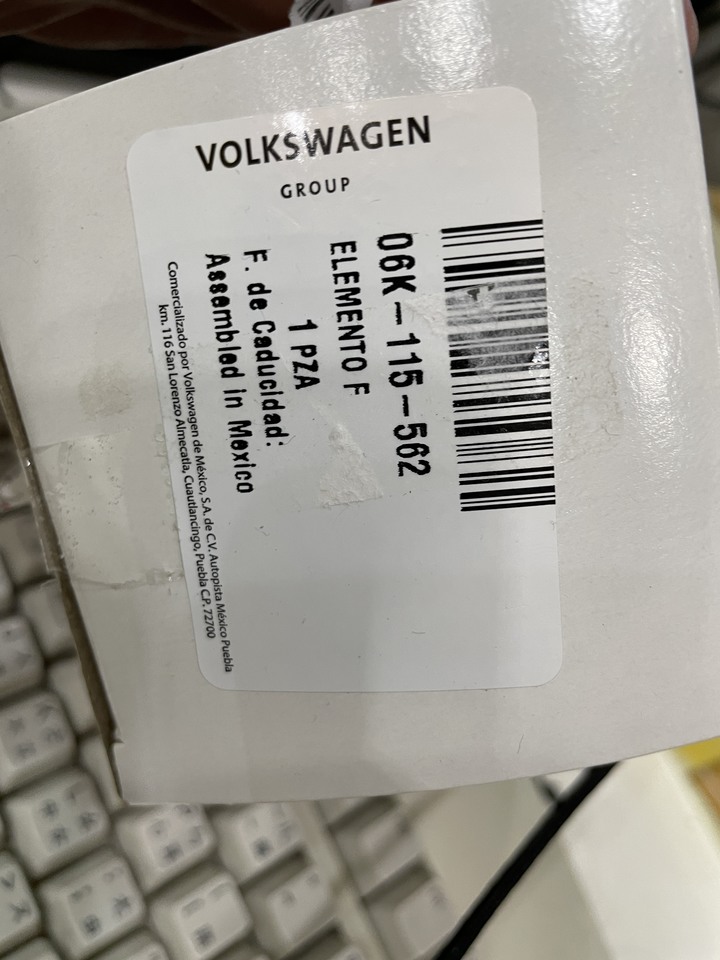 VOLKSWAGEN
GROUP
06K-115-562
ELEMENTO F
1 PZA
F. de Caducidad:
Assembled in Mexico
Comercializado por Volkswagen de México, S.A. de C.V. Autopista México Puebla
km. 116 San Lorenzo Almecatla, Cuautlancingo, Puebla C.P. 72700